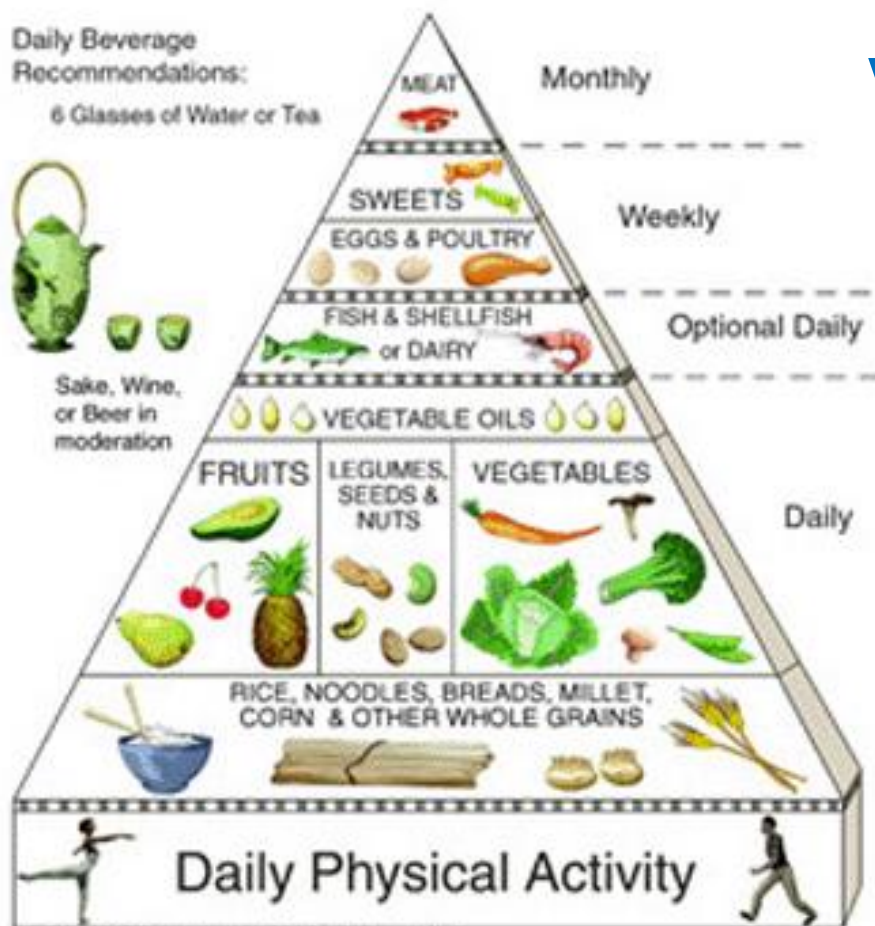 Daily Beverage
Recommendations:
6 Glasses of Water or Tea
Sake, Wine,
or Beer in
moderation
MEAT
Monthly
SWEETS
Weekly
EGGS & POULTRY
FISH & SHELLFISH
or DAIRY
Optional Daily
VEGETABLE OILS
FRUITS
LEGUMES,
SEEDS &
NUTS
VEGETABLES
Daily
RICE, NOODLES, BREADS, MILLET,
CORN & OTHER WHOLE GRAINS
Daily Physical Activity